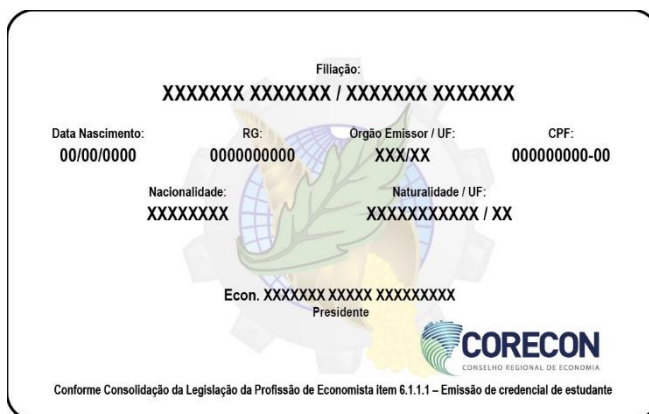 Filiação:
XXXXXXX XXXXXXX / XXXXXXX XXXXXXX
Data Nascimento: RG: Órgão Emissor / UF: CPF:
00/00/0000 0000000000 XXX/XX 000000000-00
Nacionalidade: Naturalidade / UF:
XXXXXXXX XXXXXXXXXXX / XX
Econ. XXXXXXX XXXXX XXXXXXXXX
Presidente
CORECON
CONSELHO REGIONAL DE ECONOMIA
Conforme Consolidação da Legislação da Profissão de Economista item 6.1.1.1 – Emissão de credencial de estudante